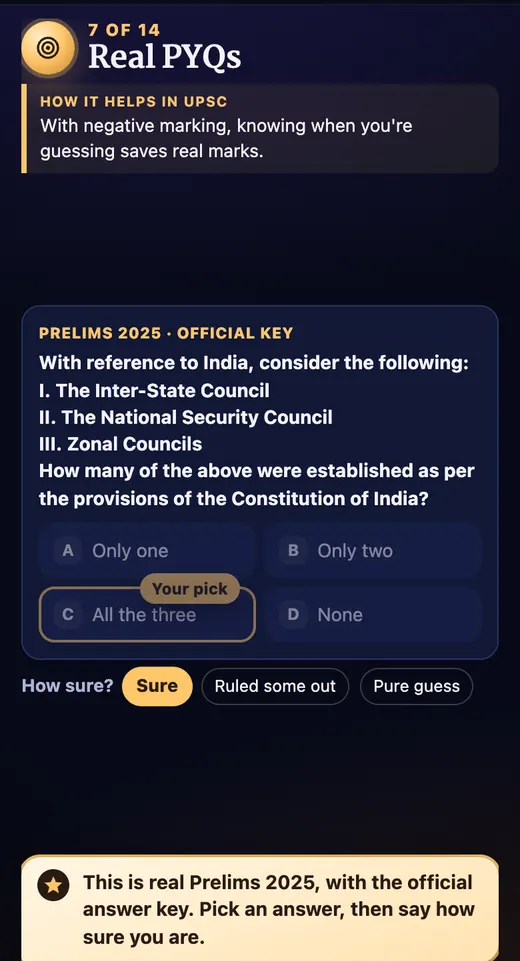 7 OF 14
Real PYQs
HOW IT HELPS IN UPSC
With negative marking, knowing when you're
guessing saves real marks.
PRELIMS 2025 · OFFICIAL KEY
With reference to India, consider the following:
I. The Inter-State Council
II. The National Security Council
III. Zonal Councils
How many of the above were established as per
the provisions of the Constitution of India?
A Only one
B Only two
Your pick
C All the three
D None
How sure? Sure Ruled some out Pure guess
This is real Prelims 2025, with the official
answer key. Pick an answer, then say how
sure you are.